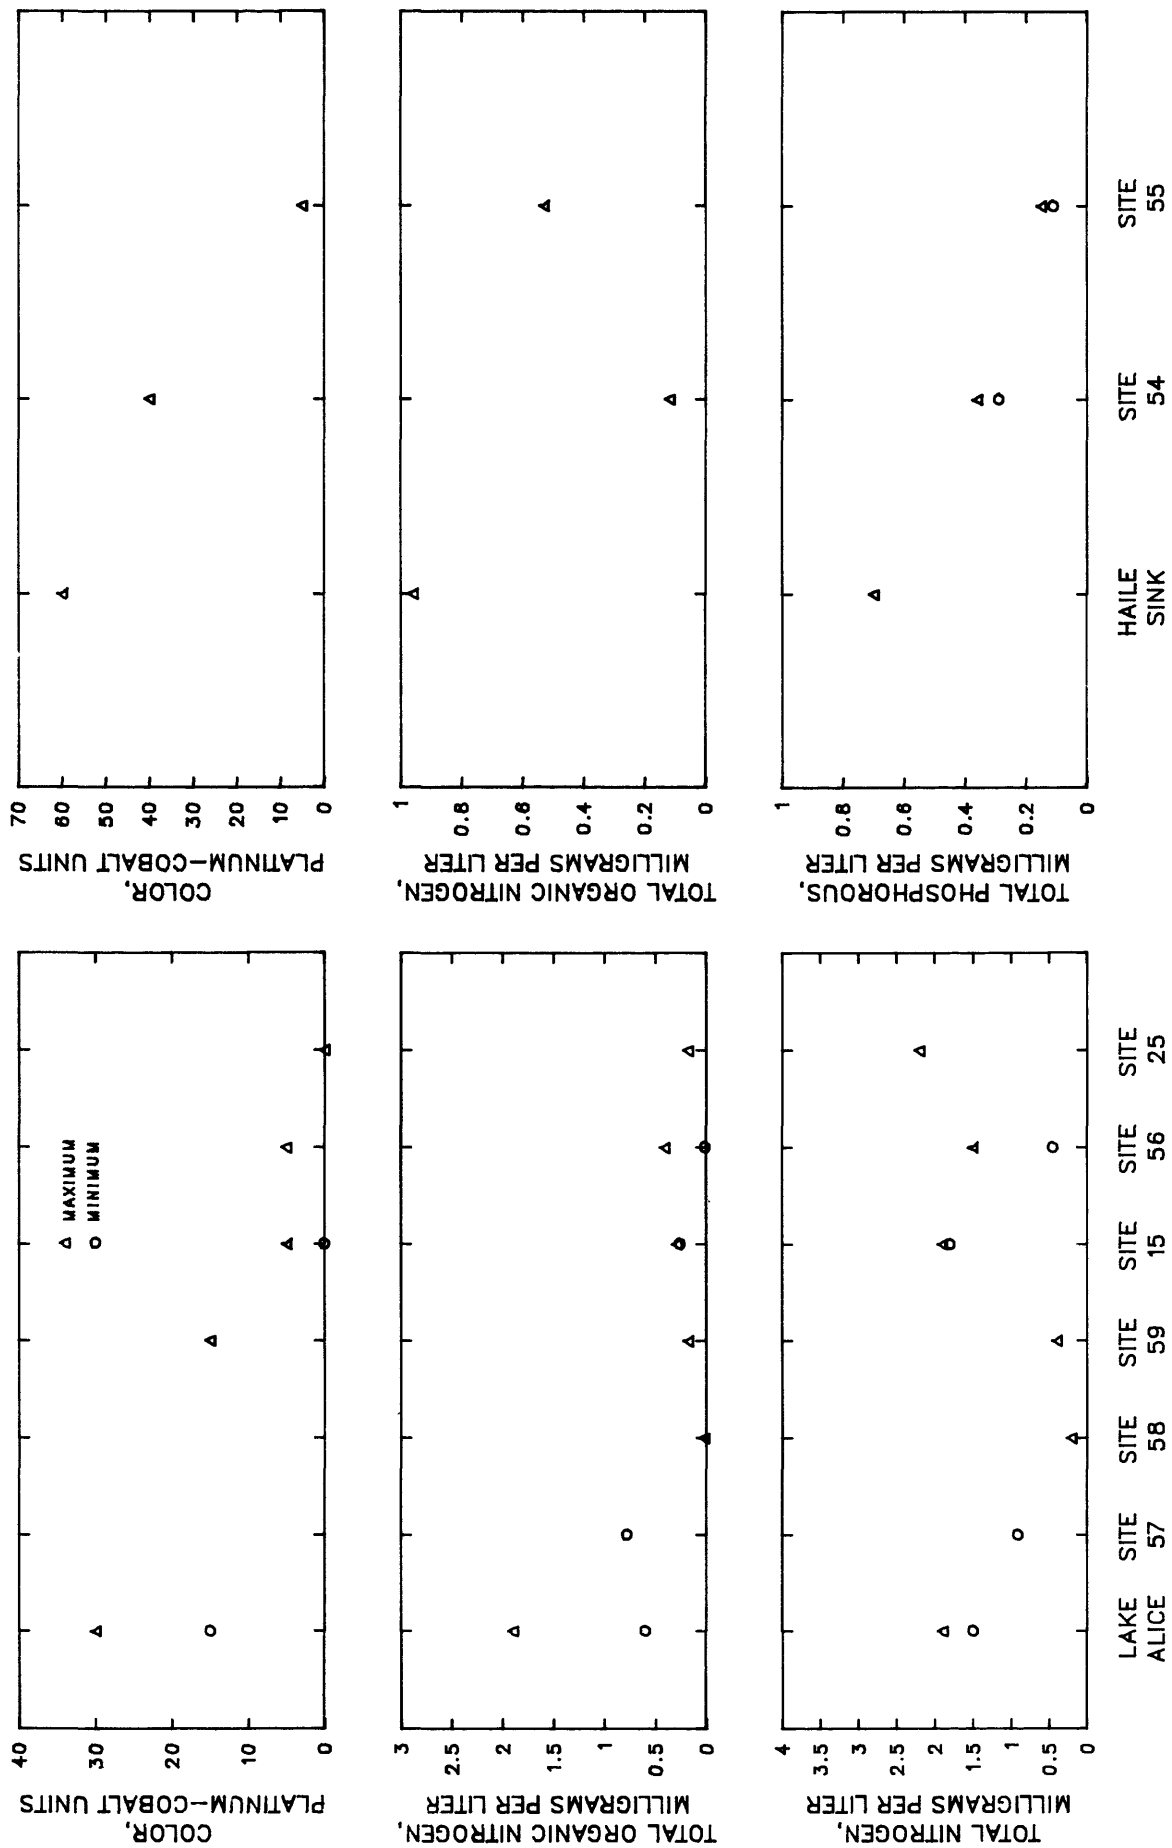 COLOR,
PLATINUM-COBALT UNITS
40
30
20
10
0
△ MAXIMUM
○ MINIMUM
TOTAL ORGANIC NITROGEN,
MILLIGRAMS PER LITER
3
2.5
2
1.5
1
0.5
0
TOTAL NITROGEN,
MILLIGRAMS PER LITER
4
3.5
3
2.5
2
1.5
1
0.5
0
LAKE ALICE
SITE 57
SITE 58
SITE 59
SITE 15
SITE 56
SITE 25
COLOR,
PLATINUM-COBALT UNITS
70
60
50
40
30
20
10
0
TOTAL ORGANIC NITROGEN,
MILLIGRAMS PER LITER
1
0.8
0.6
0.4
0.2
0
TOTAL PHOSPHOROUS,
MILLIGRAMS PER LITER
1
0.8
0.6
0.4
0.2
0
HAILE SINK
SITE 54
SITE 55